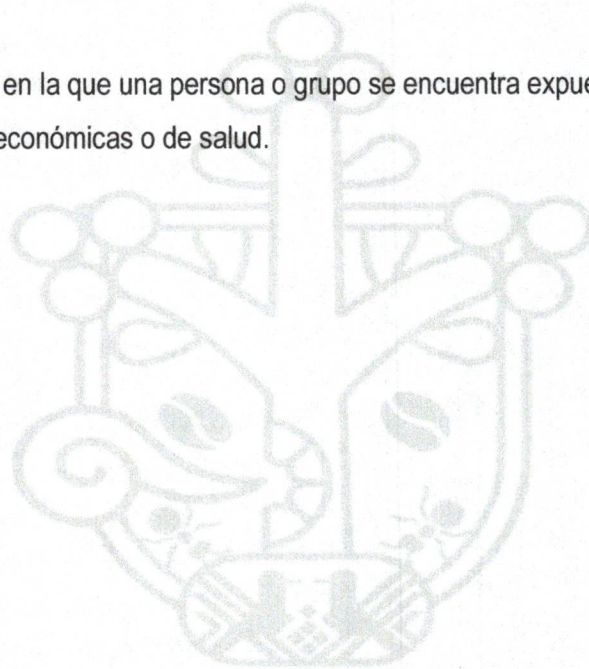 en la que una persona o grupo se encuentra expue
económicas o de salud.